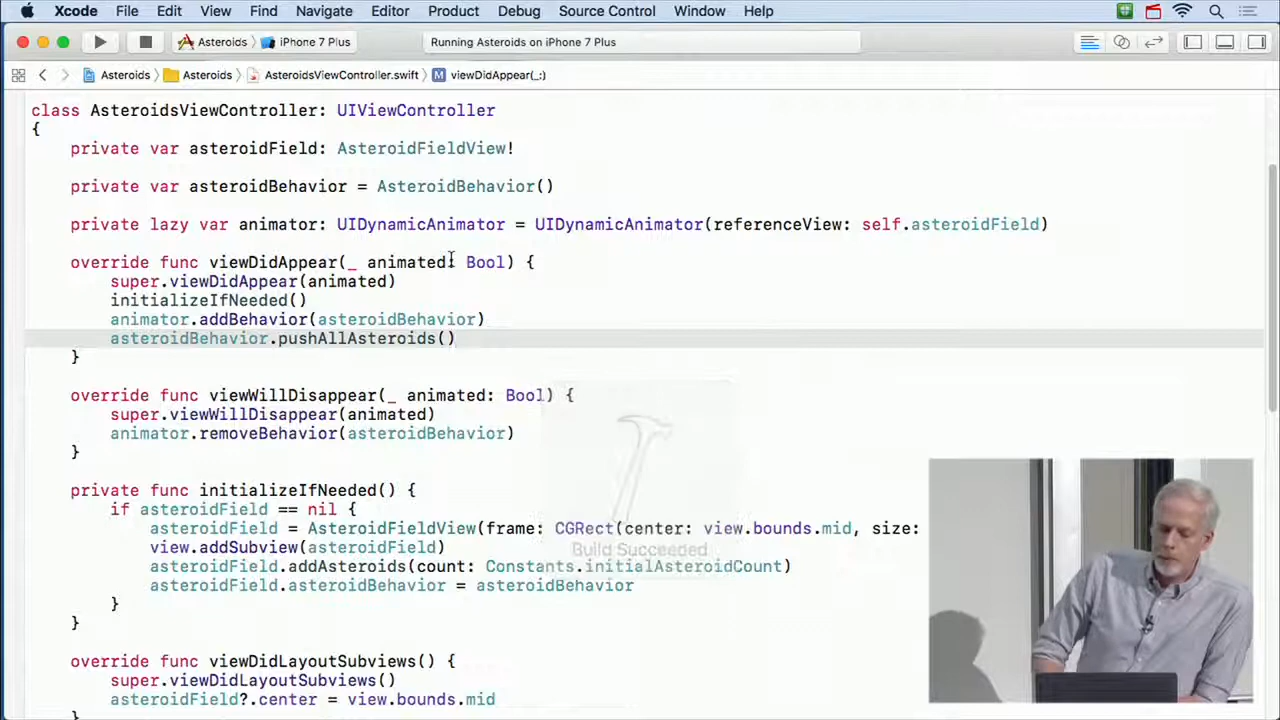 Xcode File Edit View Find Navigate Editor Product Debug Source Control Window Help
Asteroids iPhone 7 Plus Running Asteroids on iPhone 7 Plus
Asteroids Asteroids AsteroidsViewController.swift M viewDidAppear(_:)
class AsteroidsViewController: UIViewController
{
private var asteroidField: AsteroidFieldView!
private var asteroidBehavior = AsteroidBehavior()
private lazy var animator: UIDynamicAnimator = UIDynamicAnimator(referenceView: self.asteroidField)
override func viewDidAppear(_ animated: Bool) {
super.viewDidAppear(animated)
initializeIfNeeded()
animator.addBehavior(asteroidBehavior)
asteroidBehavior.pushAllAsteroids()
}
override func viewWillDisappear(_ animated: Bool) {
super.viewWillDisappear(animated)
animator.removeBehavior(asteroidBehavior)
}
private func initializeIfNeeded() {
if asteroidField == nil {
asteroidField = AsteroidFieldView(frame: CGRect(center: view.bounds.mid, size:
view.addSubview(asteroidField)
Build Succeeded
asteroidField.addAsteroids(count: Constants.initialAsteroidCount)
asteroidField.asteroidBehavior = asteroidBehavior
}
}
override func viewDidLayoutSubviews() {
super.viewDidLayoutSubviews()
asteroidField?.center = view.bounds.mid
}